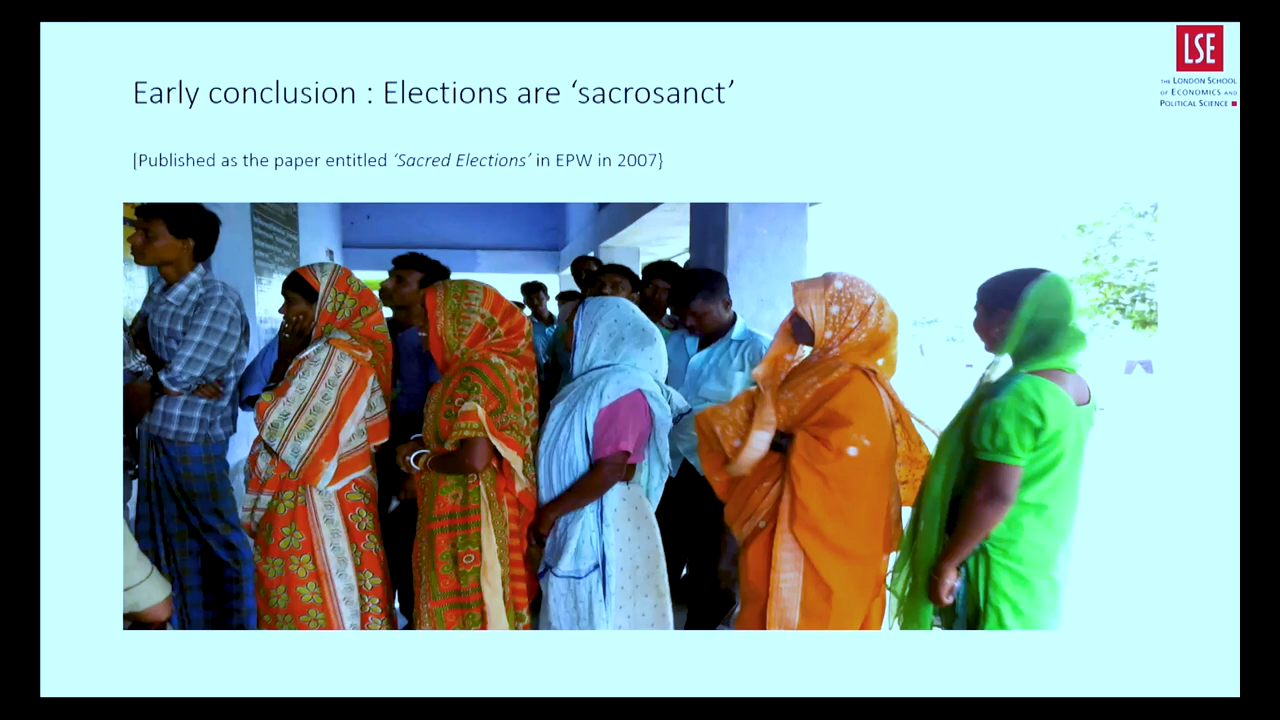 Early conclusion : Elections are ‘sacrosanct’
[Published as the paper entitled ‘Sacred Elections’ in EPW in 2007}
LSE
THE LONDON SCHOOL
OF ECONOMICS AND
POLITICAL SCIENCE